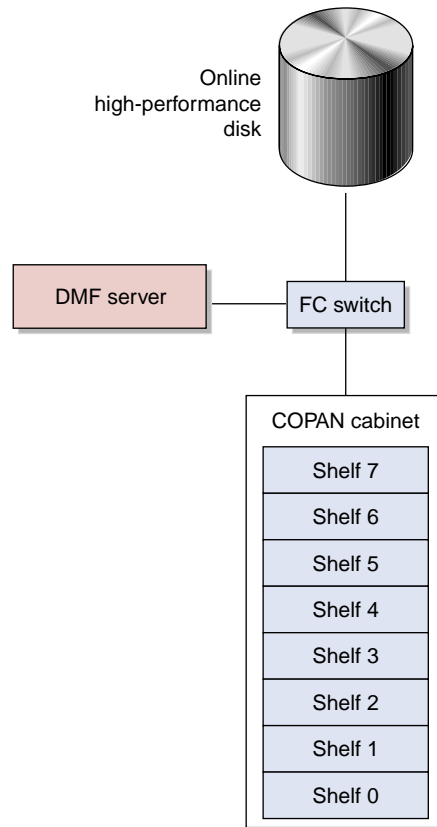 Online
high-performance
disk
DMF server
FC switch
COPAN cabinet
Shelf 7
Shelf 6
Shelf 5
Shelf 4
Shelf 3
Shelf 2
Shelf 1
Shelf 0